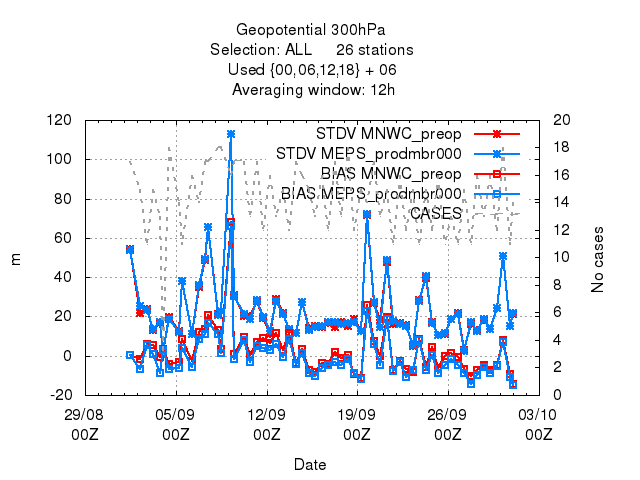 Geopotential 300hPa
Selection: ALL 26 stations
Used {00,06,12,18} + 06
Averaging window: 12h
STDV MNWC_preop
STDV MEPS_prodmbr000
BIAS MNWC_preop
BIAS MEPS_prodmbr000
CASES
120
100
80
60
40
20
0
-20
m
20
18
16
14
12
10
8
6
4
2
0
No cases
29/08 05/09 12/09 19/09 26/09 03/10
00Z 00Z 00Z 00Z 00Z 00Z
Date